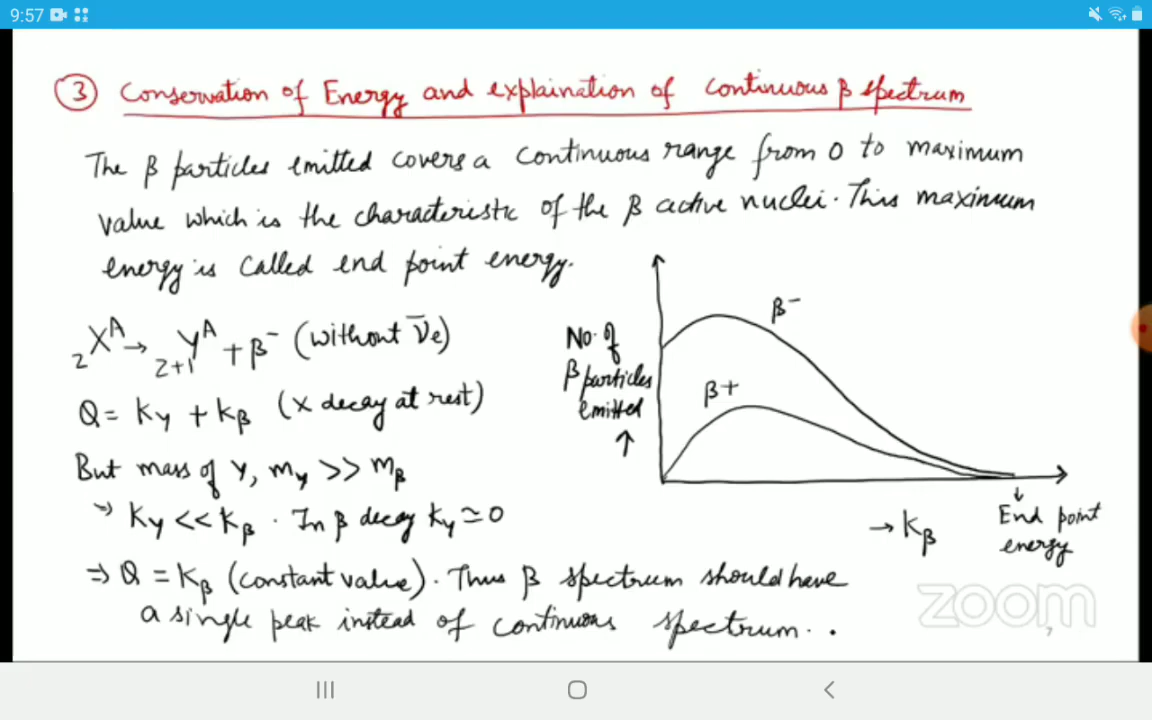 9:57
③ Conservation of Energy and explaination of continuous β spectrum
The β particles emitted covers a continuous range from 0 to maximum
value which is the characteristic of the β active nuclei. This maximum
energy is called end point energy.
No. of
β particles
emitted
↑
β⁻
β+
→ Kβ
↓
End point
energy
zXᴬ → z+1Yᴬ + β⁻ (without ν̄e)
Q = Ky + Kβ (X decay at rest)
But mass of Y, my >> mβ
→ Ky << Kβ . In β decay Ky ≃ 0
⇒ Q = Kβ (constant value). Thus β spectrum should have
a single peak instead of continuous spectrum. .
zoom
7